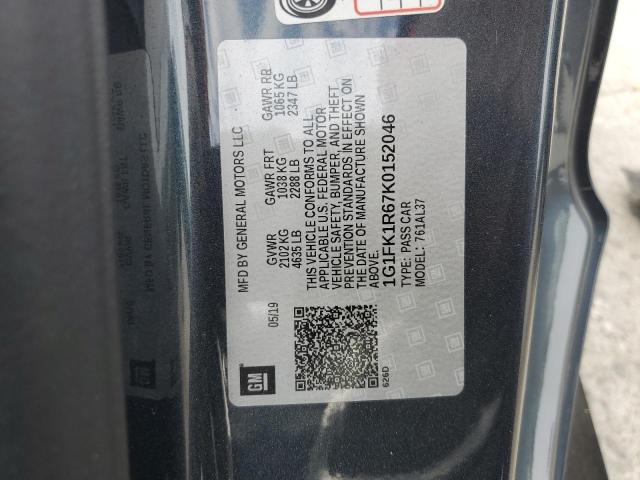 MFD BY GENERAL MOTORS LLC
05/19
GVWR GAWR FRT GAWR RR
2102 KG 1038 KG 1065 KG
4635 LB 2288 LB 2347 LB
THIS VEHICLE CONFORMS TO ALL
APPLICABLE U.S. FEDERAL MOTOR
VEHICLE SAFETY, BUMPER, AND THEFT
PREVENTION STANDARDS IN EFFECT ON
THE DATE OF MANUFACTURE SHOWN
ABOVE.
1G1FK1R67K0152046
TYPE: PASS CAR
MODEL: 761AL37
GM
626D